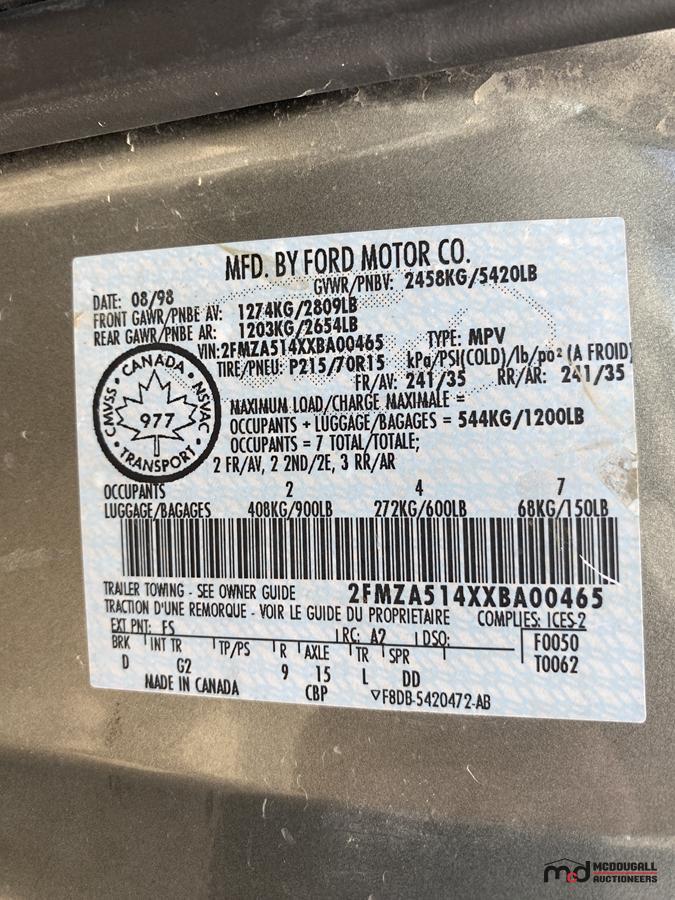 MFD. BY FORD MOTOR CO.
DATE: 08/98 GVWR/PNBV: 2458KG/5420LB
FRONT GAWR/PNBE AV: 1274KG/2809LB
REAR GAWR/PNBE AR: 1203KG/2654LB
VIN:2FMZA514XXBA00465 TYPE: MPV
TIRE/PNEU: P215/70R15 kPa/PSI(COLD)/lb/po² (A FROID)
FR/AV: 241/35 RR/AR: 241/35
CMVSS · CANADA · NSVAC
977
· TRANSPORT ·
MAXIMUM LOAD/CHARGE MAXIMALE =
OCCUPANTS + LUGGAGE/BAGAGES = 544KG/1200LB
OCCUPANTS = 7 TOTAL/TOTALE;
2 FR/AV, 2 2ND/2E, 3 RR/AR
OCCUPANTS 2 4 7
LUGGAGE/BAGAGES 408KG/900LB 272KG/600LB 68KG/150LB
2FMZA514XXBA00465
TRAILER TOWING - SEE OWNER GUIDE
TRACTION D'UNE REMORQUE - VOIR LE GUIDE DU PROPRIETAIRE
COMPLIES: ICES-2
EXT PNT: FS RC: A2 DSO: F0050
BRK INT TR TP/PS R AXLE TR SPR T0062
D G2 9 15 L DD
MADE IN CANADA CBP ▽F8DB-5420472-AB
mcd MCDOUGALL
AUCTIONEERS